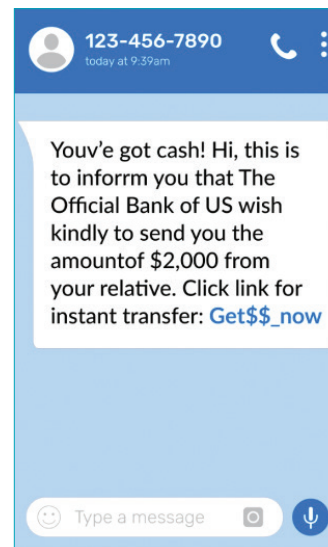 123-456-7890
today at 9:39am
Youv'e got cash! Hi, this is
to inforrm you that The
Official Bank of US wish
kindly to send you the
amountof $2,000 from
your relative. Click link for
instant transfer: Get$$_now
Type a message